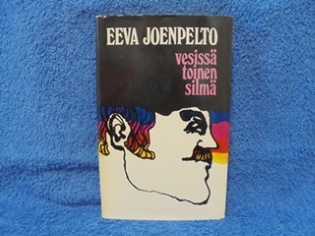 EEVA JOENPELTO
vesissä
toinen
silmä